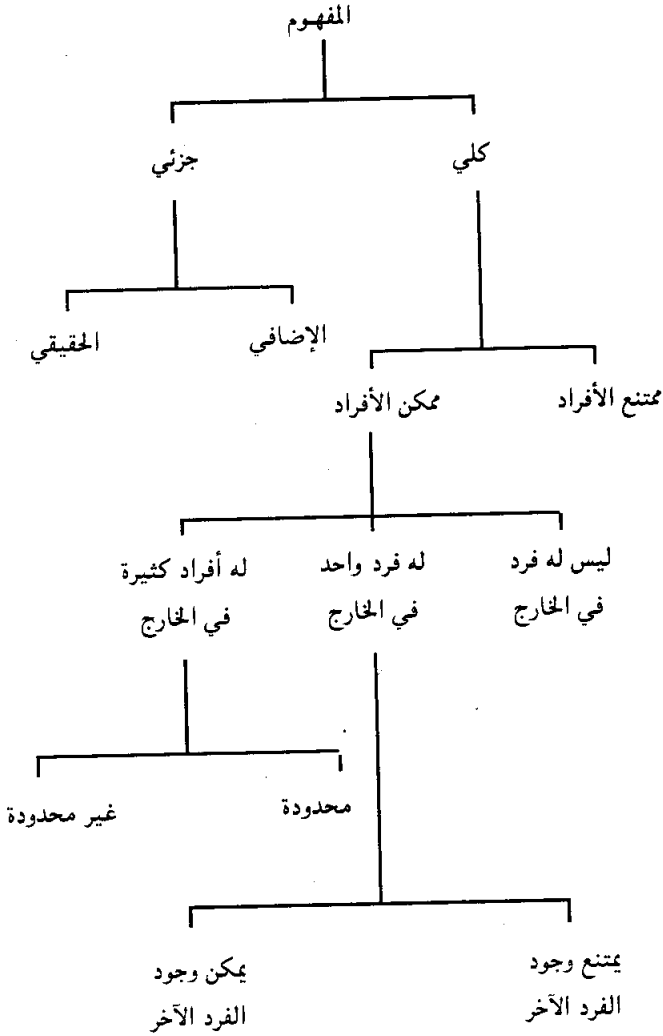 المفهوم
كلي
جزئي
الإضافي
الحقيقي
ممتنع الأفراد
ممكن الأفراد
ليس له فرد
في الخارج
له فرد واحد
في الخارج
له أفراد كثيرة
في الخارج
محدودة
غير محدودة
يمتنع وجود
الفرد الآخر
يمكن وجود
الفرد الآخر